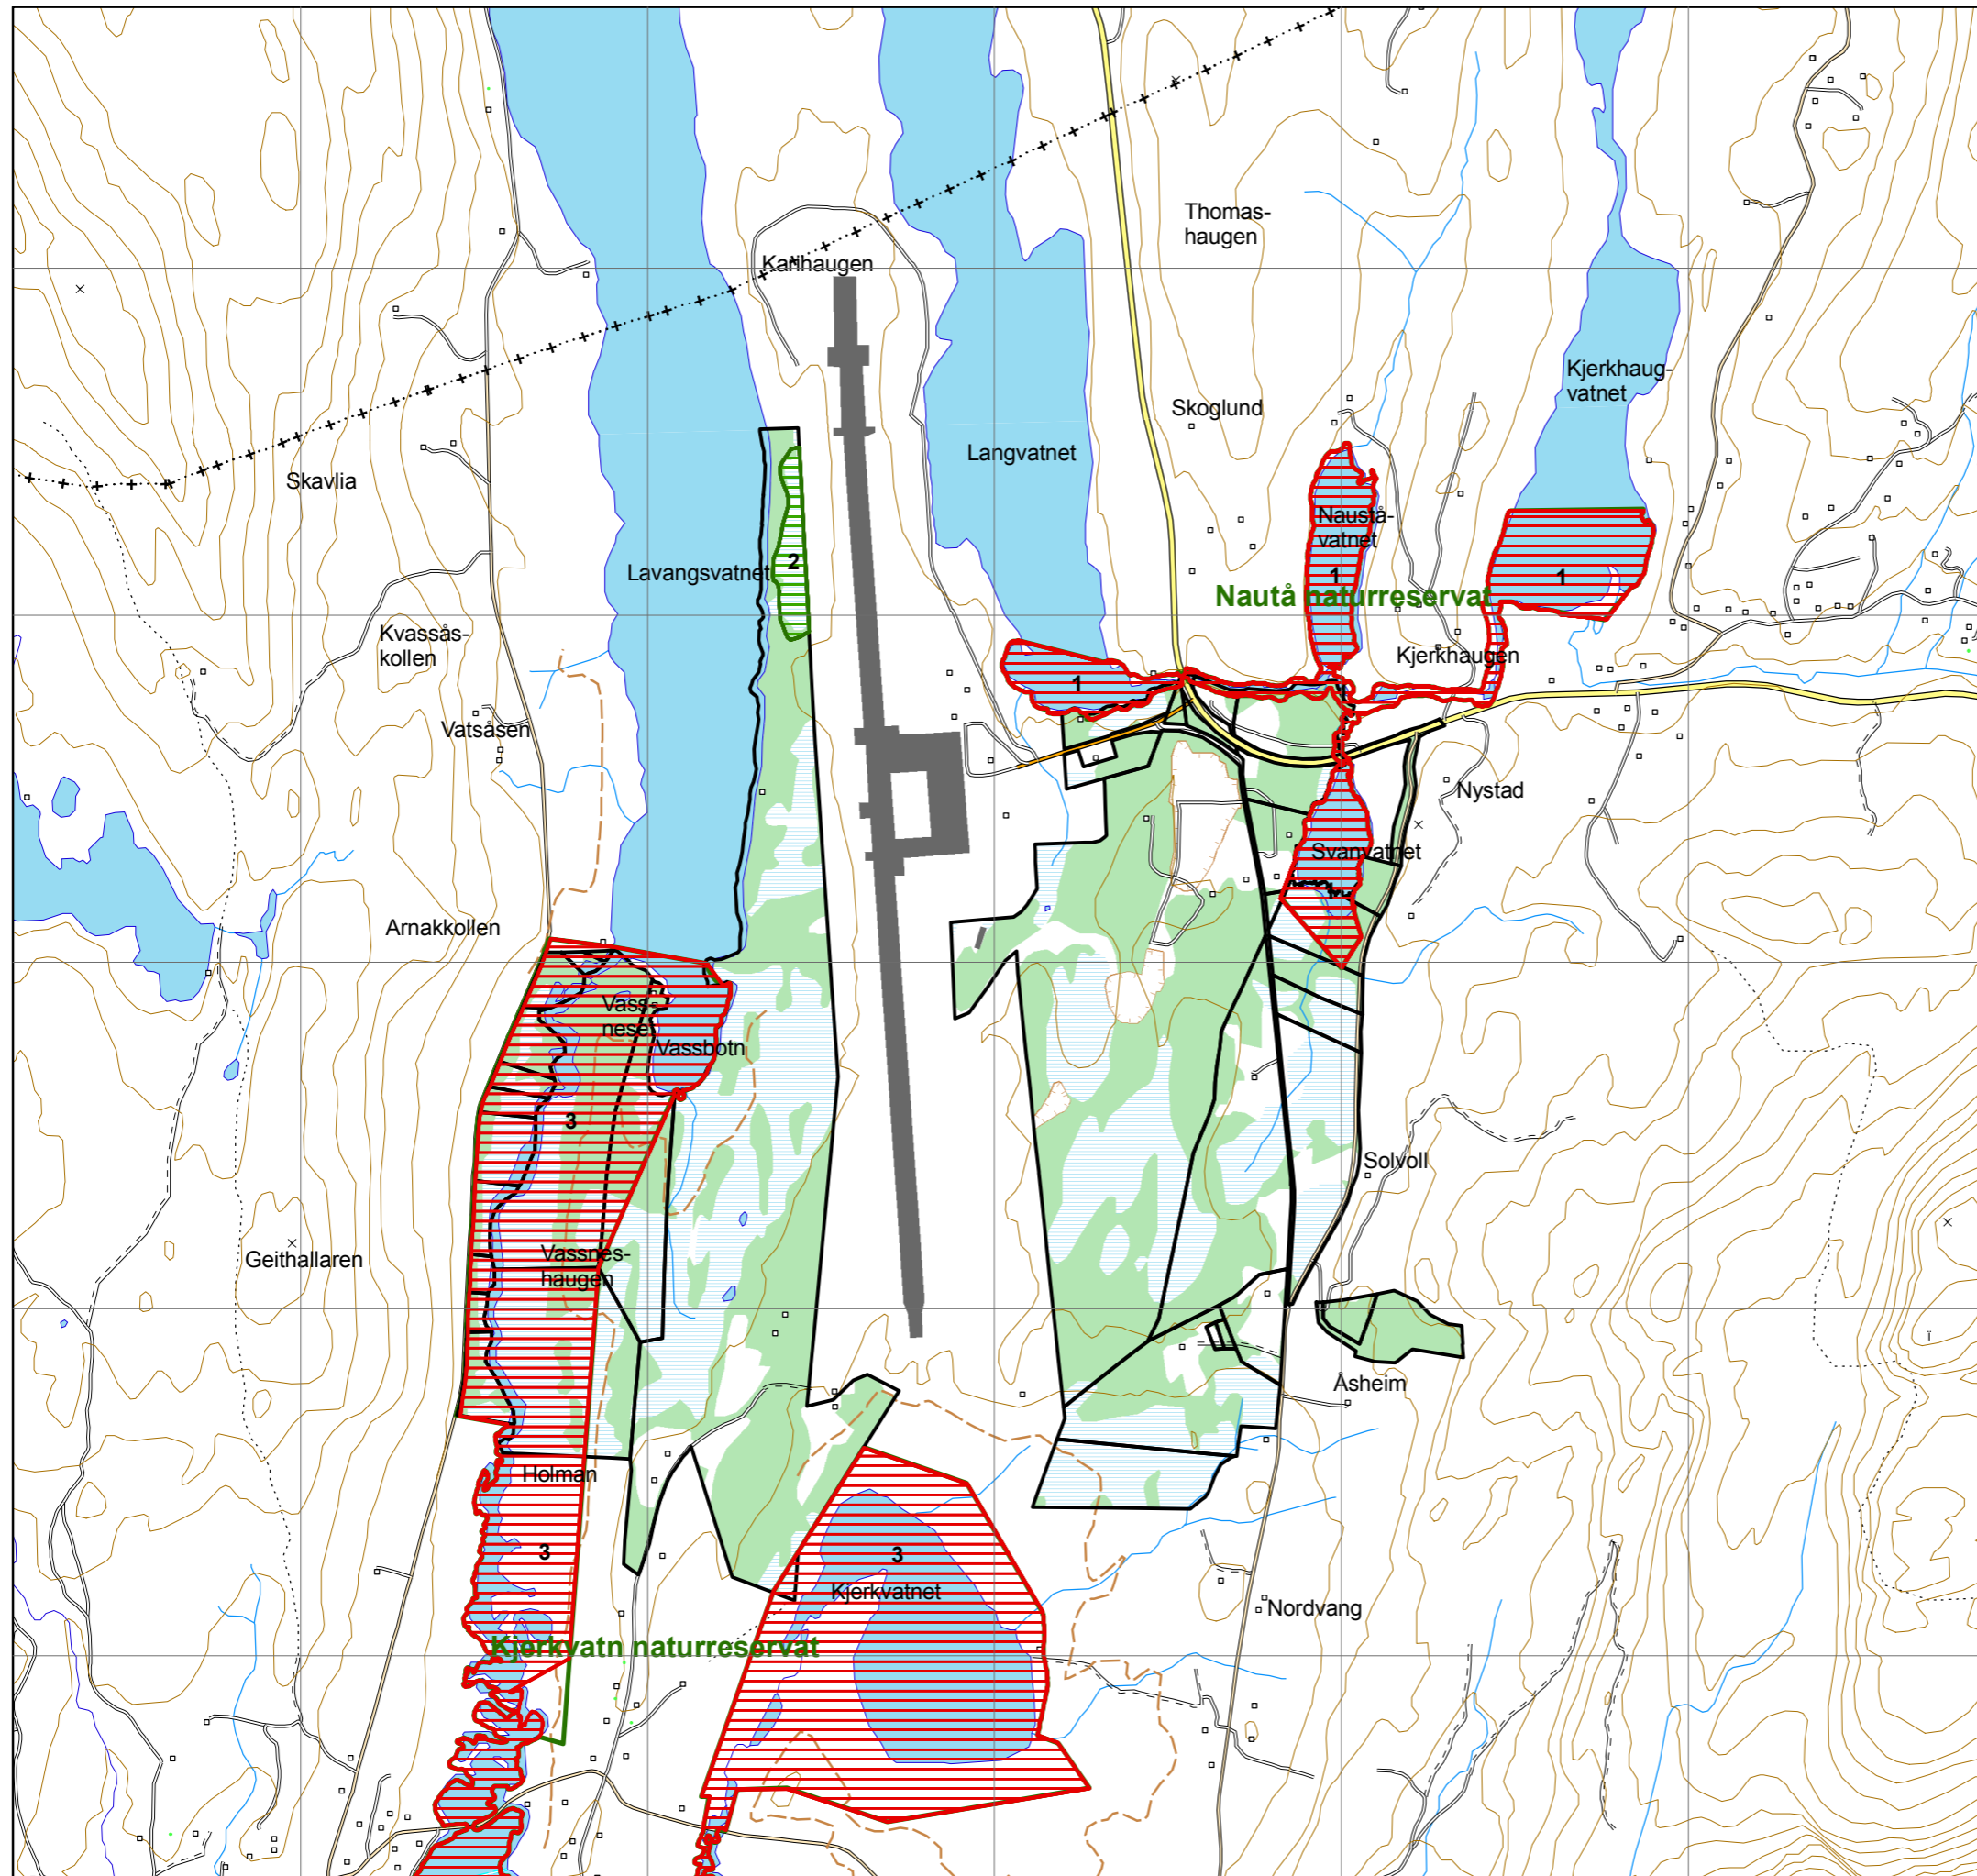 Thomas-
haugen
Karihaugen
Kjerkhaug-
vatnet
Skoglund
Langvatnet
Skavlia
Naustå-
vatnet
2
Lavangsvatnet
1
1
Nautå naturreservat
Kvassås-
kollen
Kjerkhaugen
1
Vatsåsen
Nystad
Svanvatnet
Arnakkollen
Vass-
neset
Vassbotn
3
Solvoll
Geithallaren
Vassnes-
haugen
Åsheim
Holman
3
3
Kjerkvatnet
Nordvang
Kjerkvatn naturreservat